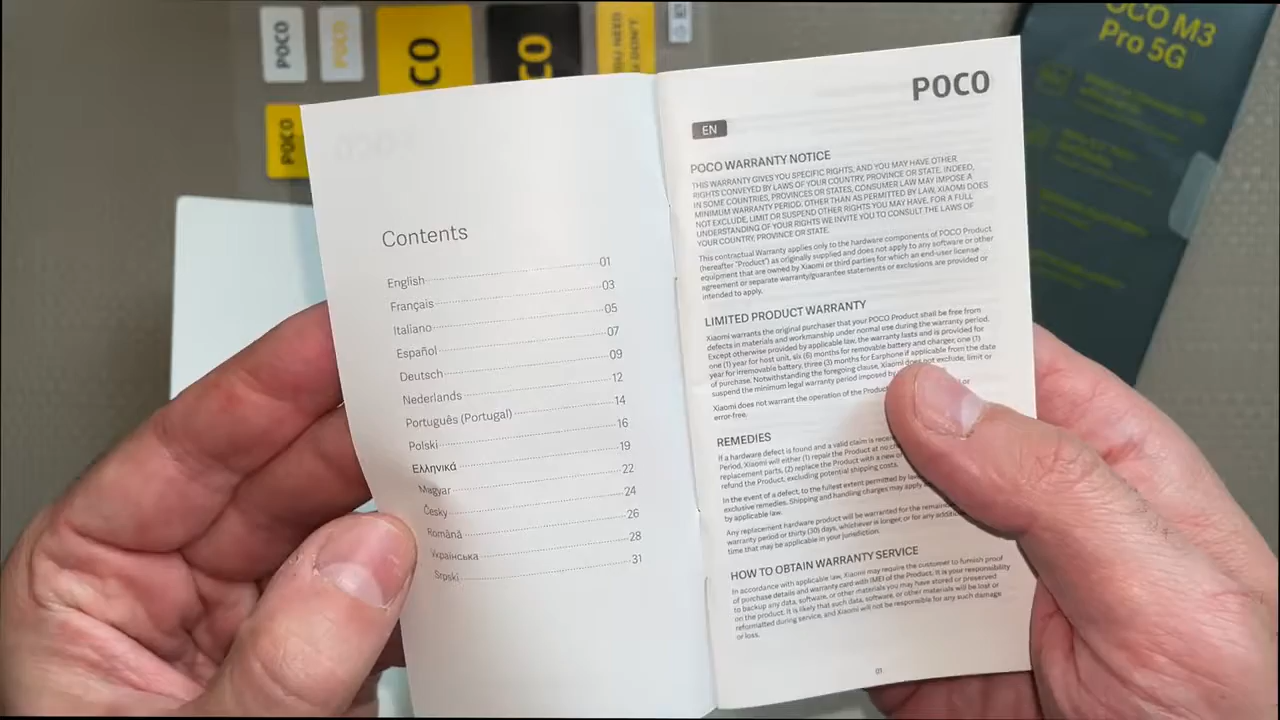 POCO
POCO
POCO
OCO M3
Pro 5G
POCO
Contents
English 01
Français 03
Italiano 05
Español 07
Deutsch 09
Nederlands 12
Português (Portugal) 14
Polski 16
Ελληνικά 19
Magyar 22
Česky 24
Română 26
Українська 28
Srpski 31
POCO
EN
POCO WARRANTY NOTICE
THIS WARRANTY GIVES YOU SPECIFIC RIGHTS, AND YOU MAY HAVE OTHER
RIGHTS CONVEYED BY LAWS OF YOUR COUNTRY, PROVINCE OR STATE. INDEED,
IN SOME COUNTRIES, PROVINCES OR STATES, CONSUMER LAW MAY IMPOSE A
MINIMUM WARRANTY PERIOD. OTHER THAN AS PERMITTED BY LAW, XIAOMI DOES
NOT EXCLUDE, LIMIT OR SUSPEND OTHER RIGHTS YOU MAY HAVE. FOR A FULL
UNDERSTANDING OF YOUR RIGHTS WE INVITE YOU TO CONSULT THE LAWS OF
YOUR COUNTRY, PROVINCE OR STATE.
This contractual Warranty applies only to the hardware components of POCO Product
(hereafter "Product") as originally supplied and does not apply to any software or other
equipment that are owned by Xiaomi or third parties for which an end-user license
agreement or separate warranty/guarantee statements or exclusions are provided or
intended to apply.
LIMITED PRODUCT WARRANTY
Xiaomi warrants the original purchaser that your POCO Product shall be free from
defects in materials and workmanship under normal use during the warranty period.
Except otherwise provided by applicable law, the warranty lasts and is provided for
one (1) year for host unit, six (6) months for removable battery and charger, one (1)
year for irremovable battery, three (3) months for Earphone if applicable from the date
of purchase. Notwithstanding the foregoing clause, Xiaomi does not exclude, limit or
suspend the minimum legal warranty period imposed by
Xiaomi does not warrant the operation of the Product or
error-free.
REMEDIES
If a hardware defect is found and a valid claim is
Period, Xiaomi will either (1) repair the Product at no
replacement parts, (2) replace the Product with a new or
refund the Product, excluding potential shipping costs.
In the event of a defect, to the fullest extent permitted by
exclusive remedies. Shipping and handling charges may apply
by applicable law.
Any replacement hardware product will be warranted for the
warranty period or thirty (30) days, whichever is longer, or for any
time that may be applicable in your jurisdiction.
HOW TO OBTAIN WARRANTY SERVICE
In accordance with applicable law, Xiaomi may require the customer to furnish proof
of purchase details and warranty card with IMEI of the Product. It is your responsibility
to backup any data, software, or other materials you may have stored or preserved
on the product. It is likely that such data, software, or other materials will be lost or
reformatted during service, and Xiaomi will not be responsible for any such damage
or loss.
01